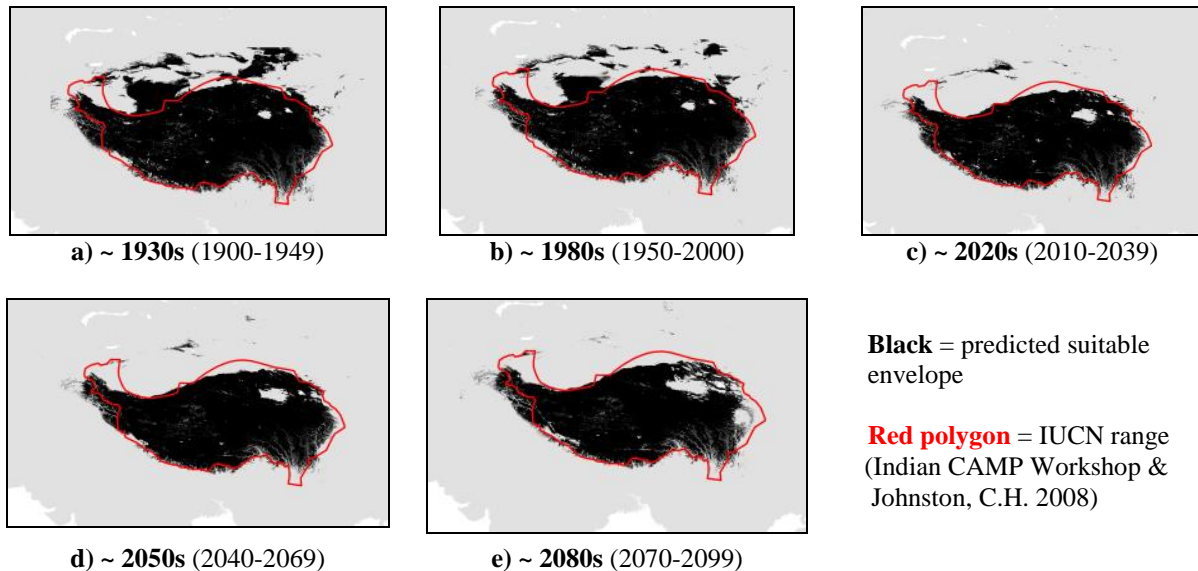 a) ~ 1930s (1900-1949)
b) ~ 1980s (1950-2000)
c) ~ 2020s (2010-2039)
d) ~ 2050s (2040-2069)
e) ~ 2080s (2070-2099)
Black = predicted suitable
envelope
Red polygon = IUCN range
(Indian CAMP Workshop &
Johnston, C.H. 2008)